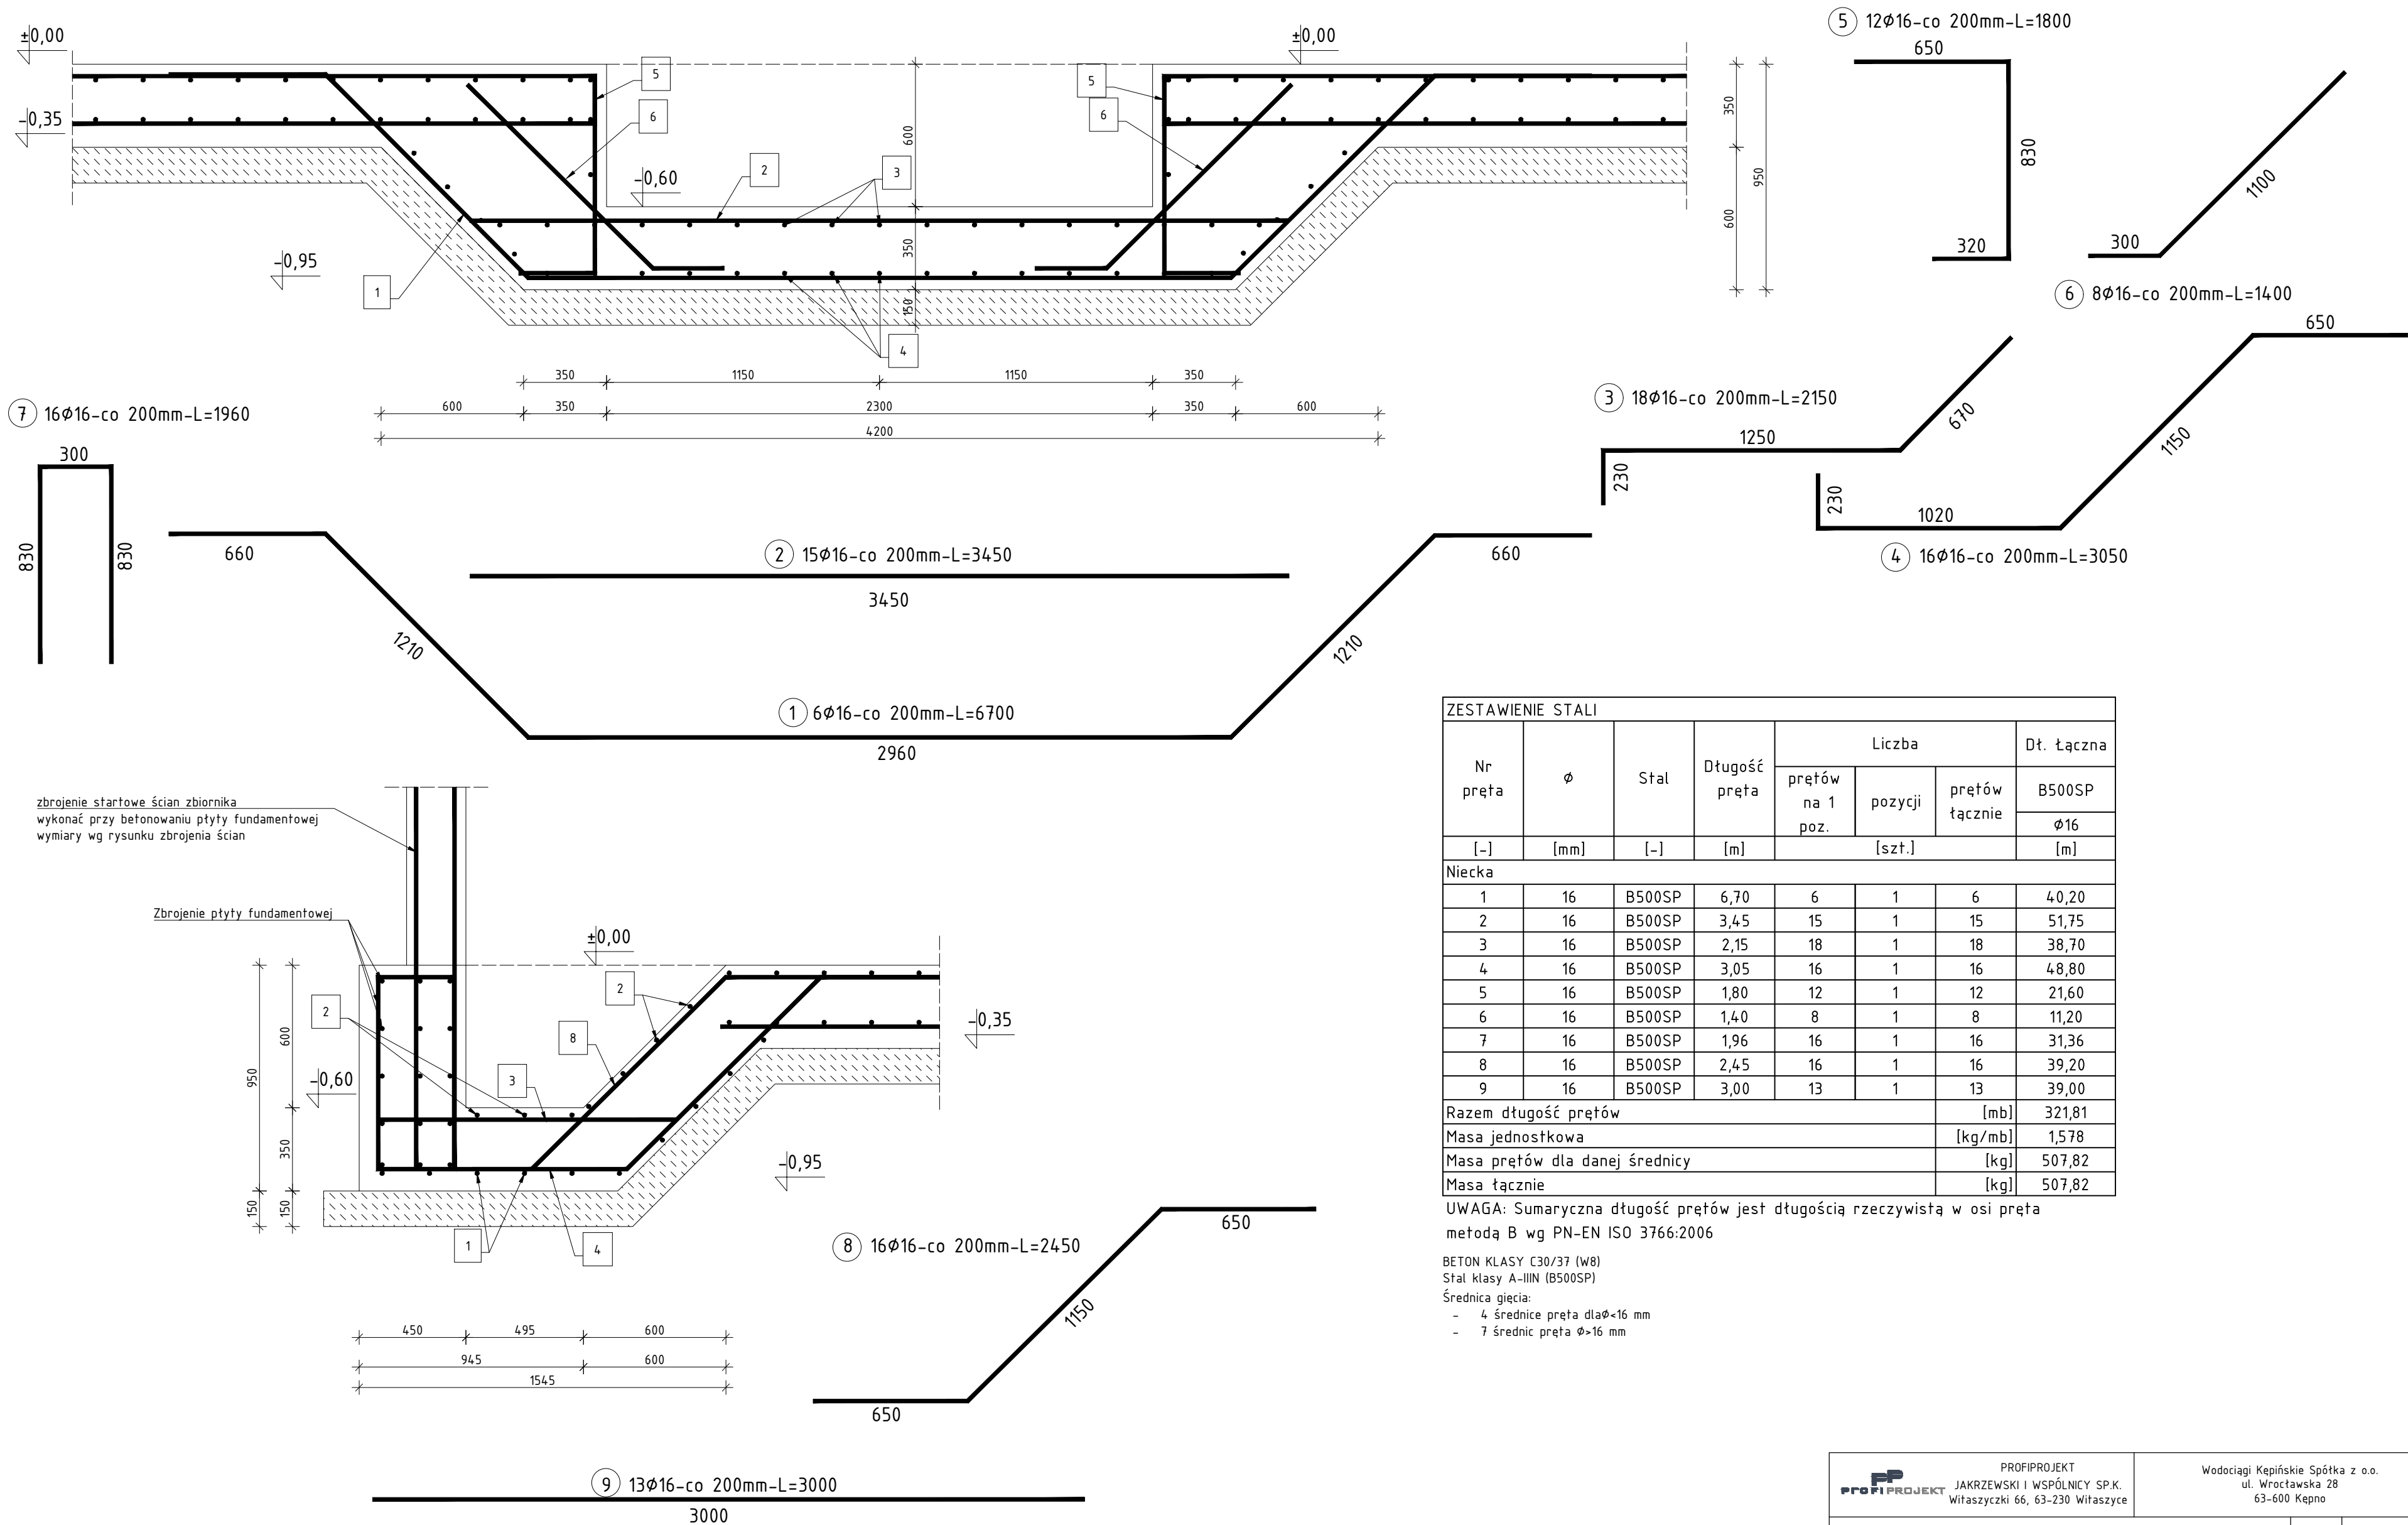 ±0,00
-0,35
5
6
-0,60
2
3
600
350
150
-0,95
1
4
5
6
±0,00
350
600
950
350
1150
1150
350
600
350
2300
350
600
4200
5 12Φ16-co 200mm-L=1800
650
830
320
1100
300
6 8Φ16-co 200mm-L=1400
3 18Φ16-co 200mm-L=2150
1250
670
230
650
1150
230
1020
4 16Φ16-co 200mm-L=3050
7 16Φ16-co 200mm-L=1960
300
830
830
660
1210
2 15Φ16-co 200mm-L=3450
3450
660
1210
1 6Φ16-co 200mm-L=6700
2960
zbrojenie startowe ścian zbiornika
wykonać przy betonowaniu płyty fundamentowej
wymiary wg rysunku zbrojenia ścian
Zbrojenie płyty fundamentowej
±0,00
2
2
8
3
-0,35
-0,60
-0,95
950
600
350
150
150
1
4
450
495
600
945
600
1545
8 16Φ16-co 200mm-L=2450
650
1150
650
9 13Φ16-co 200mm-L=3000
3000
ZESTAWIENIE STALI
Nr pręta Φ Stal Długość pręta Liczba Dł. Łączna
prętów na 1 poz. pozycji prętów łącznie B500SP
Φ16
[-] [mm] [-] [m] [szt.] [m]
Niecka
1 16 B500SP 6,70 6 1 6 40,20
2 16 B500SP 3,45 15 1 15 51,75
3 16 B500SP 2,15 18 1 18 38,70
4 16 B500SP 3,05 16 1 16 48,80
5 16 B500SP 1,80 12 1 12 21,60
6 16 B500SP 1,40 8 1 8 11,20
7 16 B500SP 1,96 16 1 16 31,36
8 16 B500SP 2,45 16 1 16 39,20
9 16 B500SP 3,00 13 1 13 39,00
Razem długość prętów [mb] 321,81
Masa jednostkowa [kg/mb] 1,578
Masa prętów dla danej średnicy [kg] 507,82
Masa łącznie [kg] 507,82
UWAGA: Sumaryczna długość prętów jest długością rzeczywistą w osi pręta
metodą B wg PN-EN ISO 3766:2006
BETON KLASY C30/37 (W8)
Stal klasy A-IIIN (B500SP)
Średnica gięcia:
- 4 średnice pręta dlaΦ<16 mm
- 7 średnic pręta Φ>16 mm
PP
PROFIPROJEKT
PROFIPROJEKT
JAKRZEWSKI I WSPÓLNICY SP.K.
Witaszyczki 66, 63-230 Witaszyce
Wodociągi Kępińskie Spółka z o.o.
ul. Wrocławska 28
63-600 Kępno